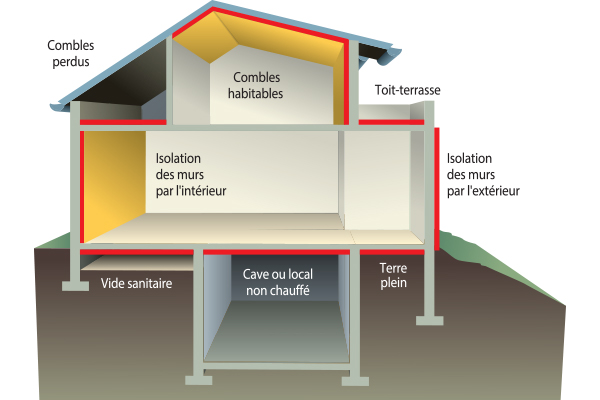 Combles
perdus
Combles
habitables
Toit-terrasse
Isolation
des murs
par l'intérieur
Isolation
des murs
par l'extérieur
Vide sanitaire
Cave ou local
non chauffé
Terre
plein